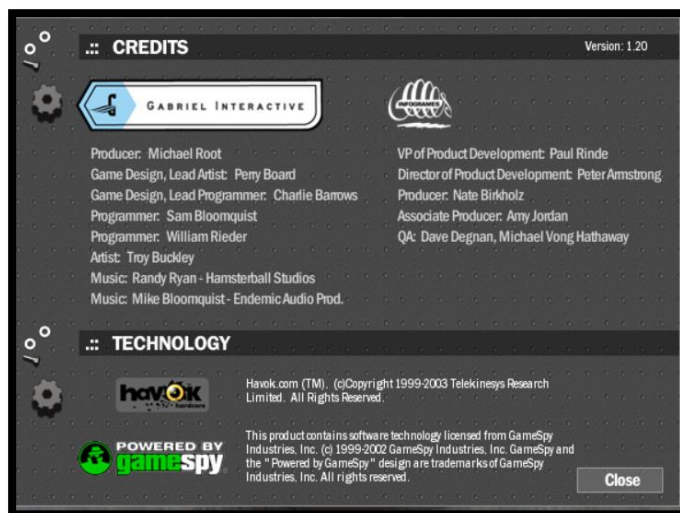 .:: CREDITS
Version: 1.20
GABRIEL INTERACTIVE
INFOGRAMES
Producer: Michael Root
Game Design, Lead Artist: Perry Board
Game Design, Lead Programmer: Charlie Barrows
Programmer: Sam Bloomquist
Programmer: William Rieder
Artist: Troy Buckley
Music: Randy Ryan - Hamsterball Studios
Music: Mike Bloomquist - Endemic Audio Prod.
VP of Product Development: Paul Rinde
Director of Product Development: Peter Armstrong
Producer: Nate Birkholz
Associate Producer: Amy Jordan
QA: Dave Degnan, Michael Vong Hathaway
.:: TECHNOLOGY
havok
hardcore
Havok.com (TM). (c)Copyright 1999-2003 Telekinesys Research
Limited. All Rights Reserved.
POWERED BY
gamespy
This product contains software technology licensed from GameSpy
Industries, Inc. (c) 1999-2002 GameSpy Industries, Inc. GameSpy and
the "Powered by GameSpy" design are trademarks of GameSpy
Industries, Inc. All rights reserved.
Close